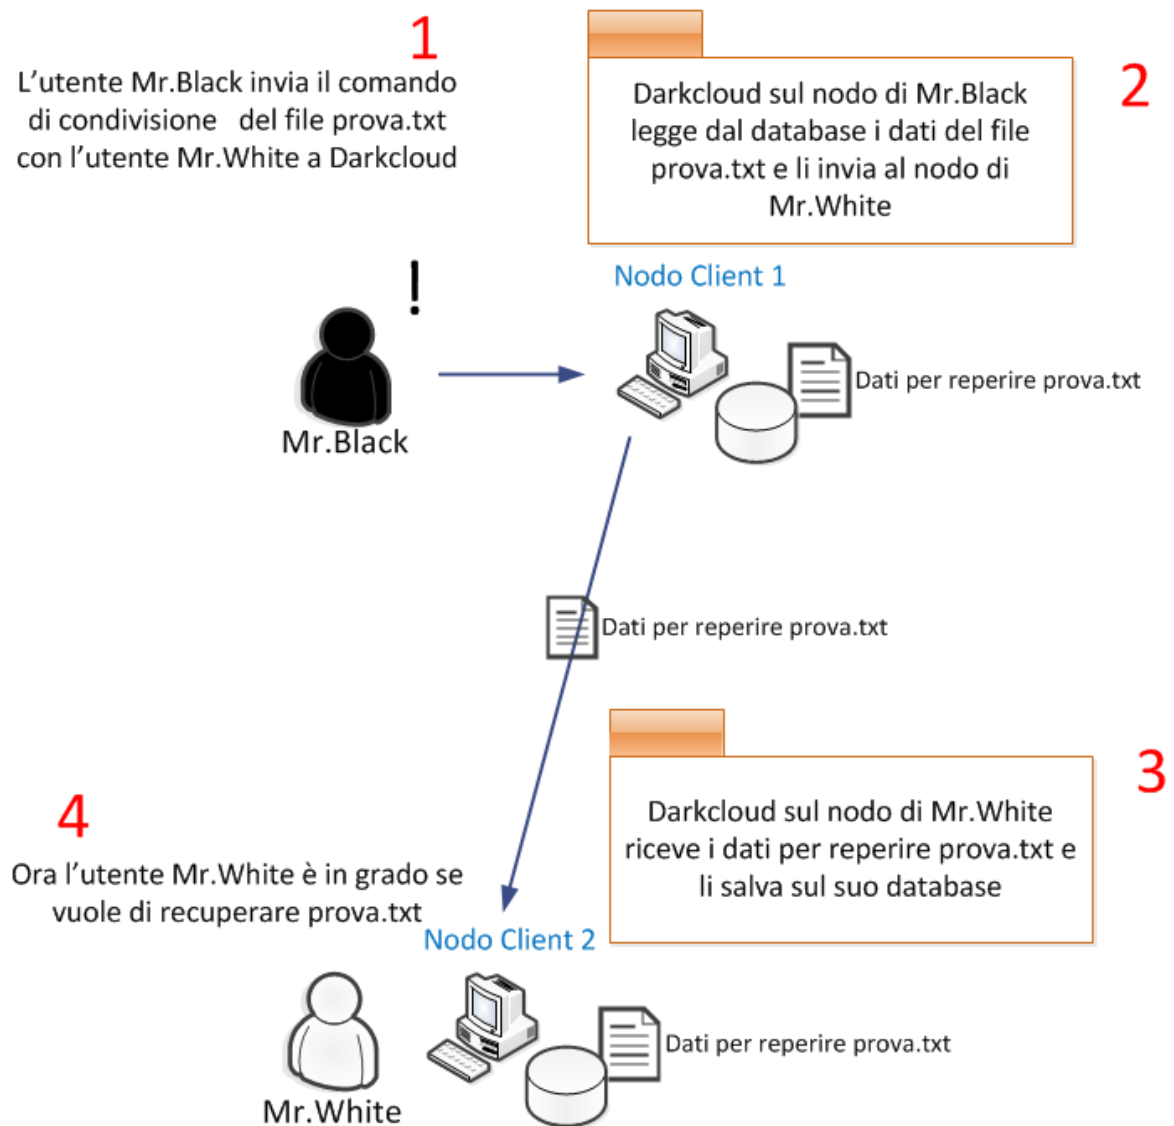 1
L'utente Mr.Black invia il comando
di condivisione del file prova.txt
con l'utente Mr.White a Darkcloud
2
Darkcloud sul nodo di Mr.Black
legge dal database i dati del file
prova.txt e li invia al nodo di
Mr.White
!
Mr.Black
Nodo Client 1
Dati per reperire prova.txt
Dati per reperire prova.txt
3
Darkcloud sul nodo di Mr.White
riceve i dati per reperire prova.txt e
li salva sul suo database
4
Ora l'utente Mr.White è in grado se
vuole di recuperare prova.txt
Nodo Client 2
Dati per reperire prova.txt
Mr.White